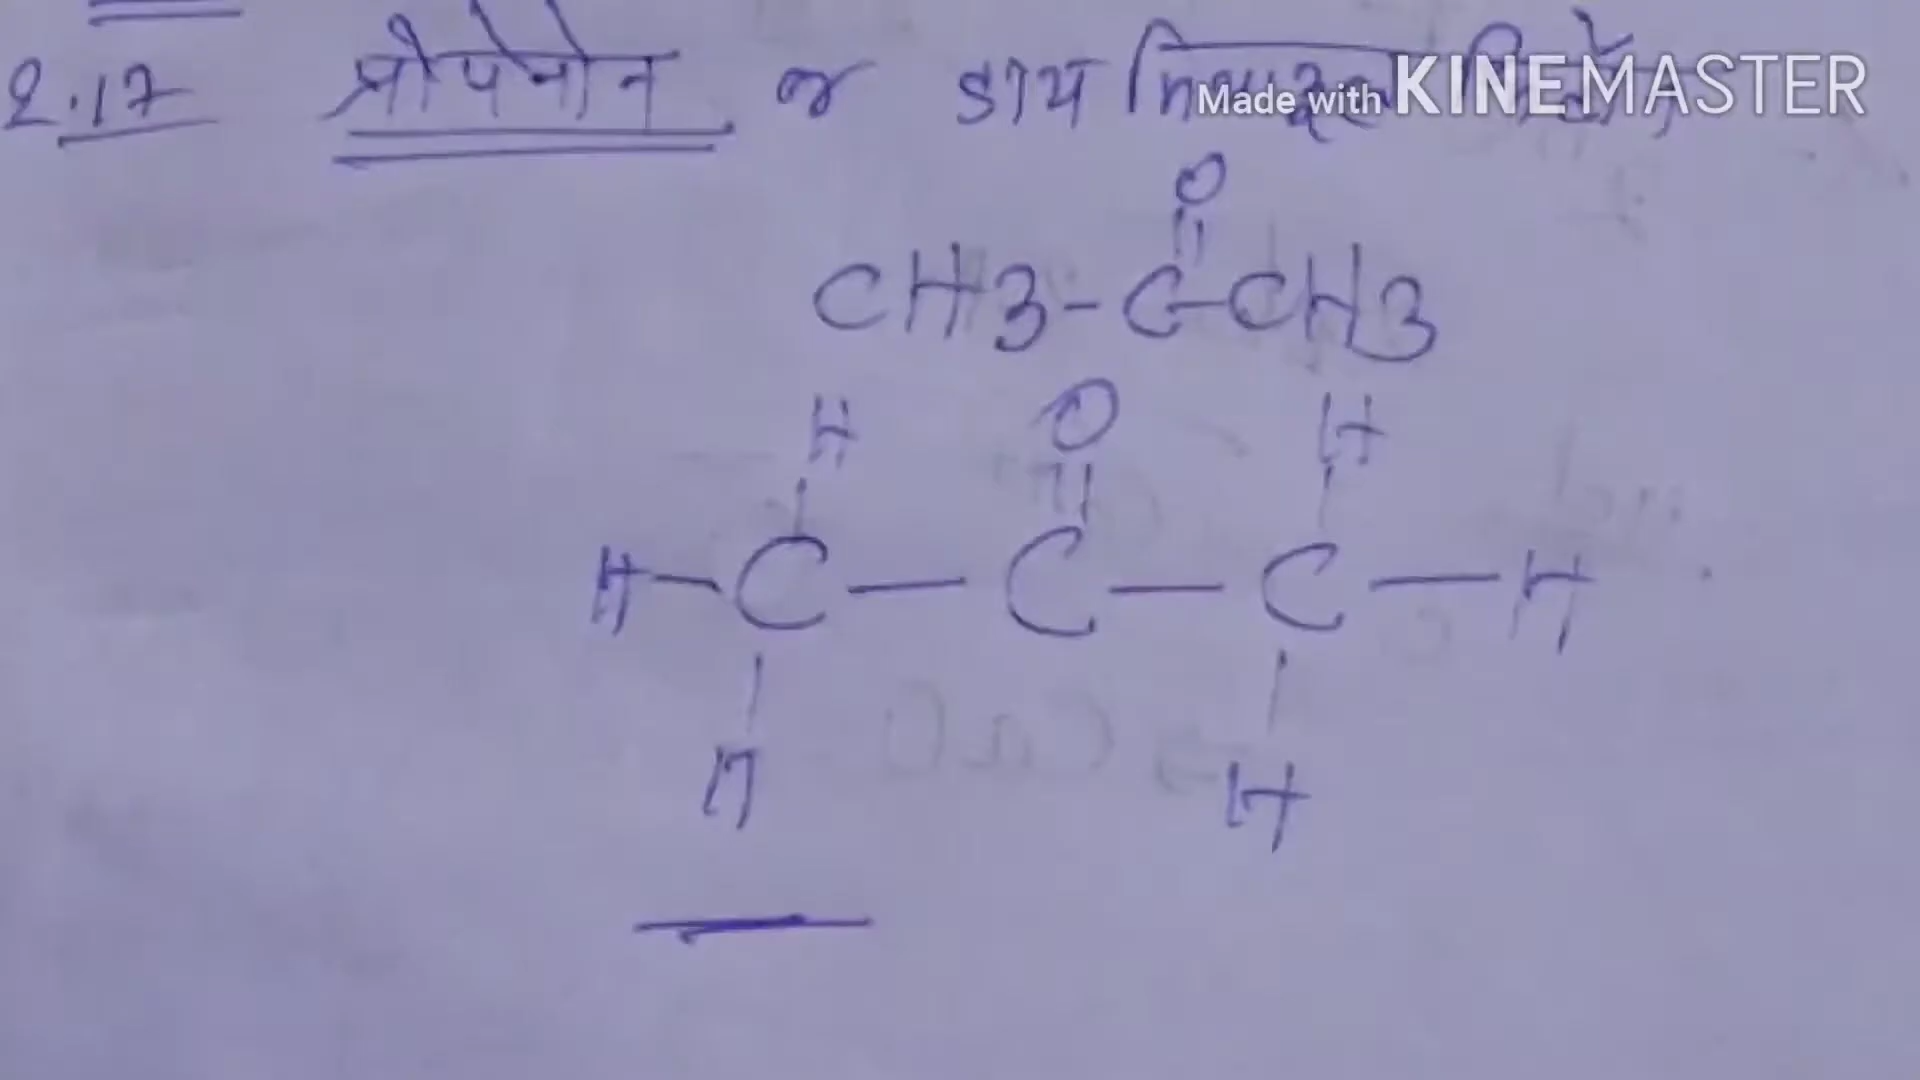 2.17 प्रोपेनोन
Made with KINEMASTER
O
CH3-C-CH3
H O H
H-C-C-C-H
H H